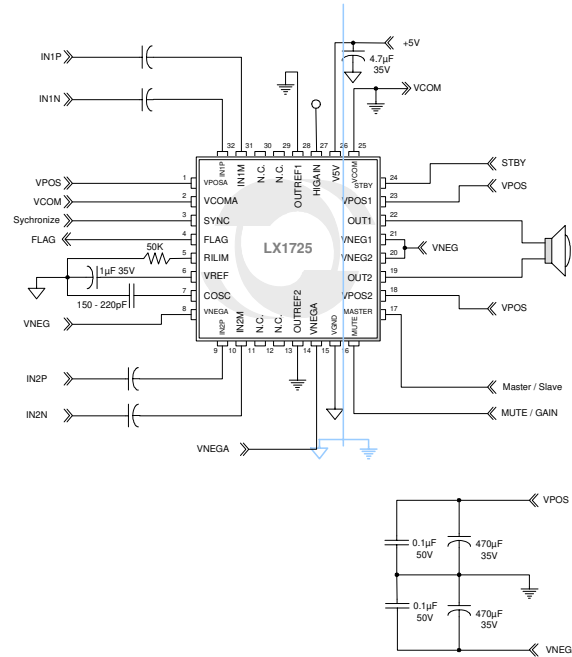 +5V
4.7µF
35V
IN1P
IN1N
VCOM
32 31 30 29 28 27 26 25
IN1P
IN1M
N.C.
N.C.
OUTREF1
HIGAIN
V5V
VCOM
VPOS
VCOM
Sychronize
FLAG
50K
1µF 35V
150 - 220pF
VNEG
1 VPOSA
2 VCOMA
3 SYNC
4 FLAG
5 RILIM
6 VREF
7 COSC
8 VNEGA
LX1725
STBY 24
VPOS1 23
OUT1 22
VNEG1 21
VNEG2 20
OUT2 19
VPOS2 18
MASTER 17
STBY
VPOS
VNEG
VPOS
Master / Slave
MUTE / GAIN
IN2P
IN2M
N.C.
N.C.
OUTREF2
VNEGA
VGND
MUTE
9 10 11 12 13 14 15 6
IN2P
IN2N
VNEGA
VPOS
0.1µF
50V
470µF
35V
0.1µF
50V
470µF
35V
VNEG